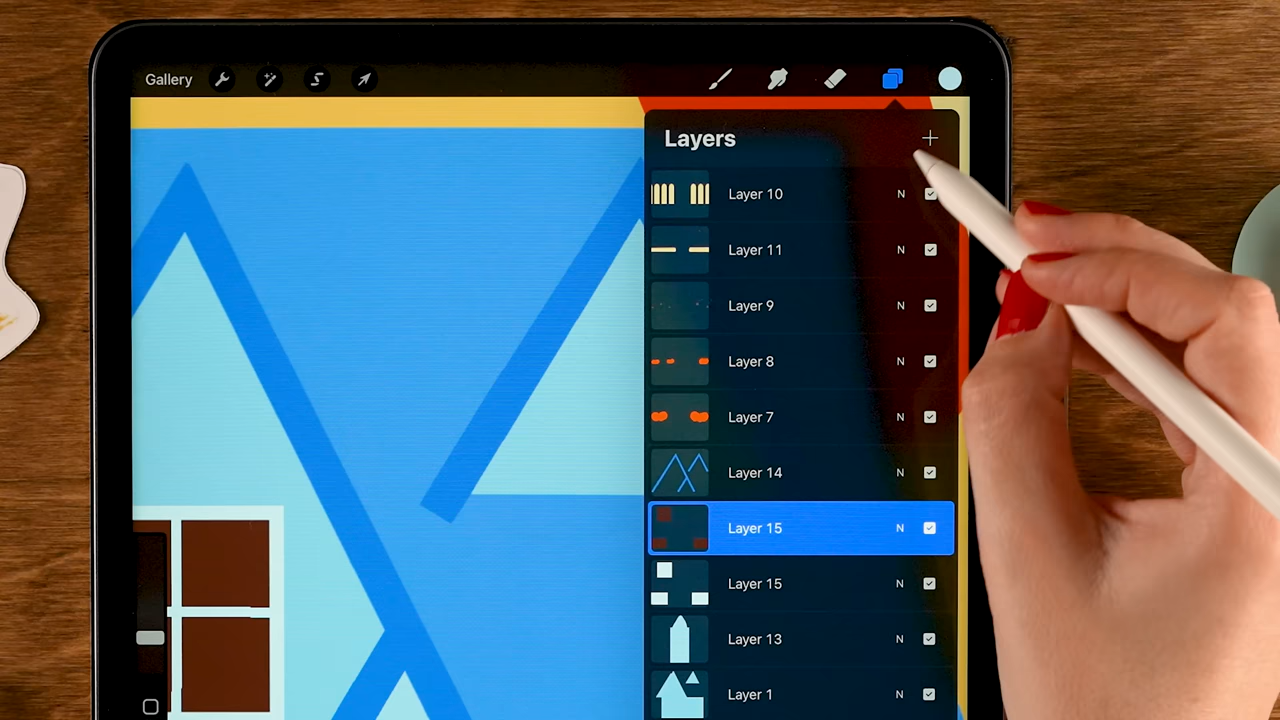 Gallery
Layers
Layer 10 N
Layer 11 N
Layer 9 N
Layer 8 N
Layer 7 N
Layer 14 N
Layer 15 N
Layer 15 N
Layer 13 N
Layer 1 N